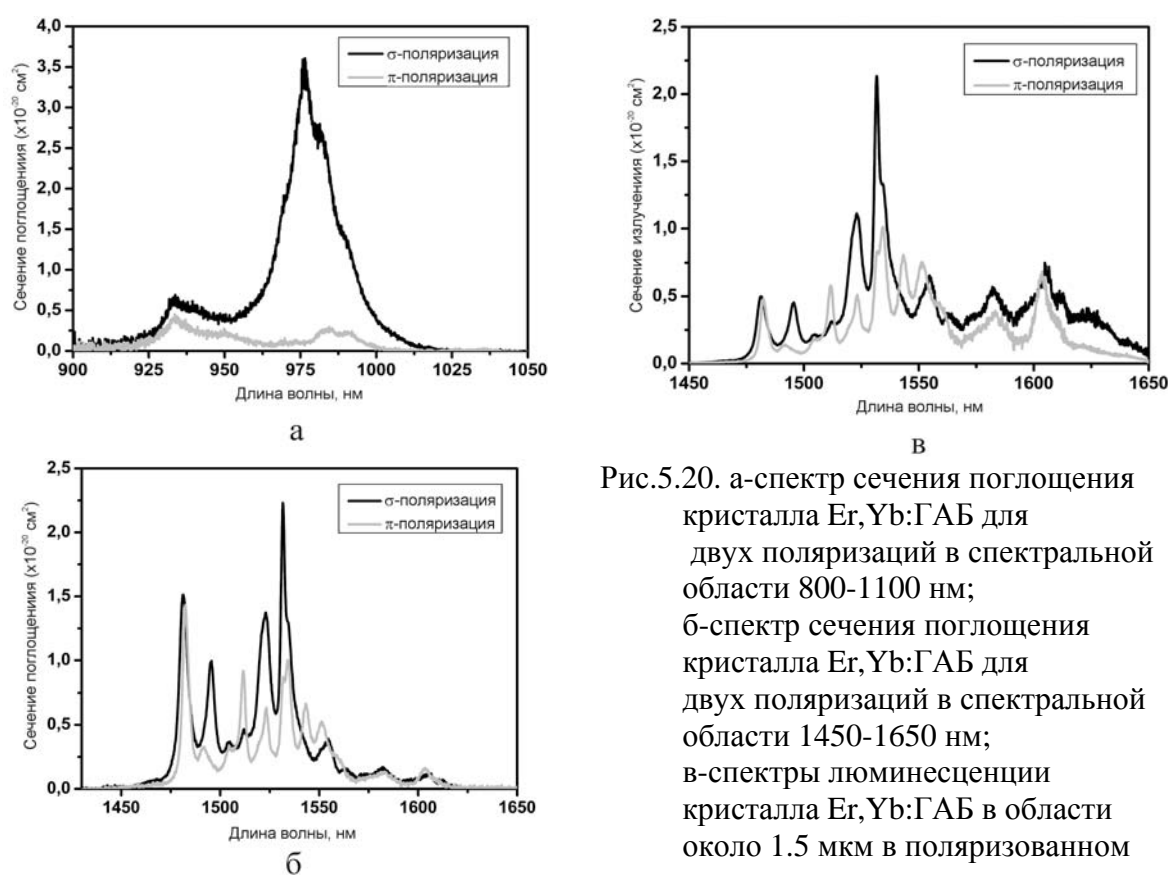 4,0
3,5
3,0
2,5
2,0
1,5
1,0
0,5
0,0
Сечение поглощениия (x10⁻²⁰ см²)
σ-поляризация
π-поляризация
900 925 950 975 1000 1025 1050
Длина волны, нм
а
2,5
2,0
1,5
1,0
0,5
0,0
Сечение излучениия (x10⁻²⁰ см²)
σ-поляризация
π-поляризация
1450 1500 1550 1600 1650
Длина волны, нм
в
2,5
2,0
1,5
1,0
0,5
0,0
Сечение поглощениия (x10⁻²⁰ см²)
σ-поляризация
π-поляризация
1450 1500 1550 1600 1650
Длина волны, нм
б
Рис.5.20. а-спектр сечения поглощения
кристалла Er,Yb:ГАБ для
двух поляризаций в спектральной
области 800-1100 нм;
б-спектр сечения поглощения
кристалла Er,Yb:ГАБ для
двух поляризаций в спектральной
области 1450-1650 нм;
в-спектры люминесценции
кристалла Er,Yb:ГАБ в области
около 1.5 мкм в поляризованном